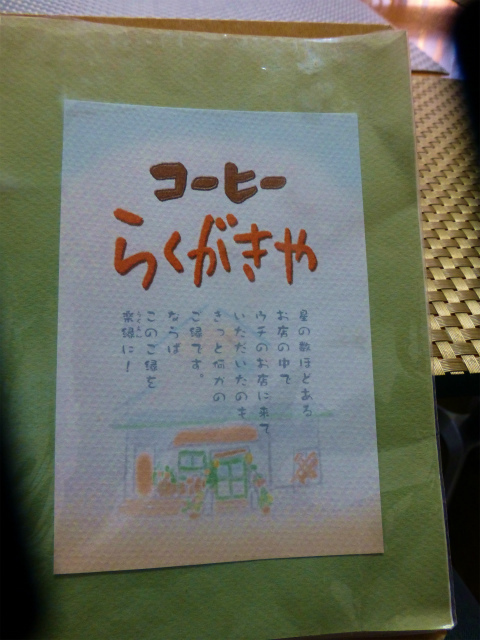 コーヒー
らくがきや
星の数ほどある
お店の中で
ウチのお店に来て
いただいたのも
きっと何かの
ご縁です。
ならば
このご縁を
楽縁に!